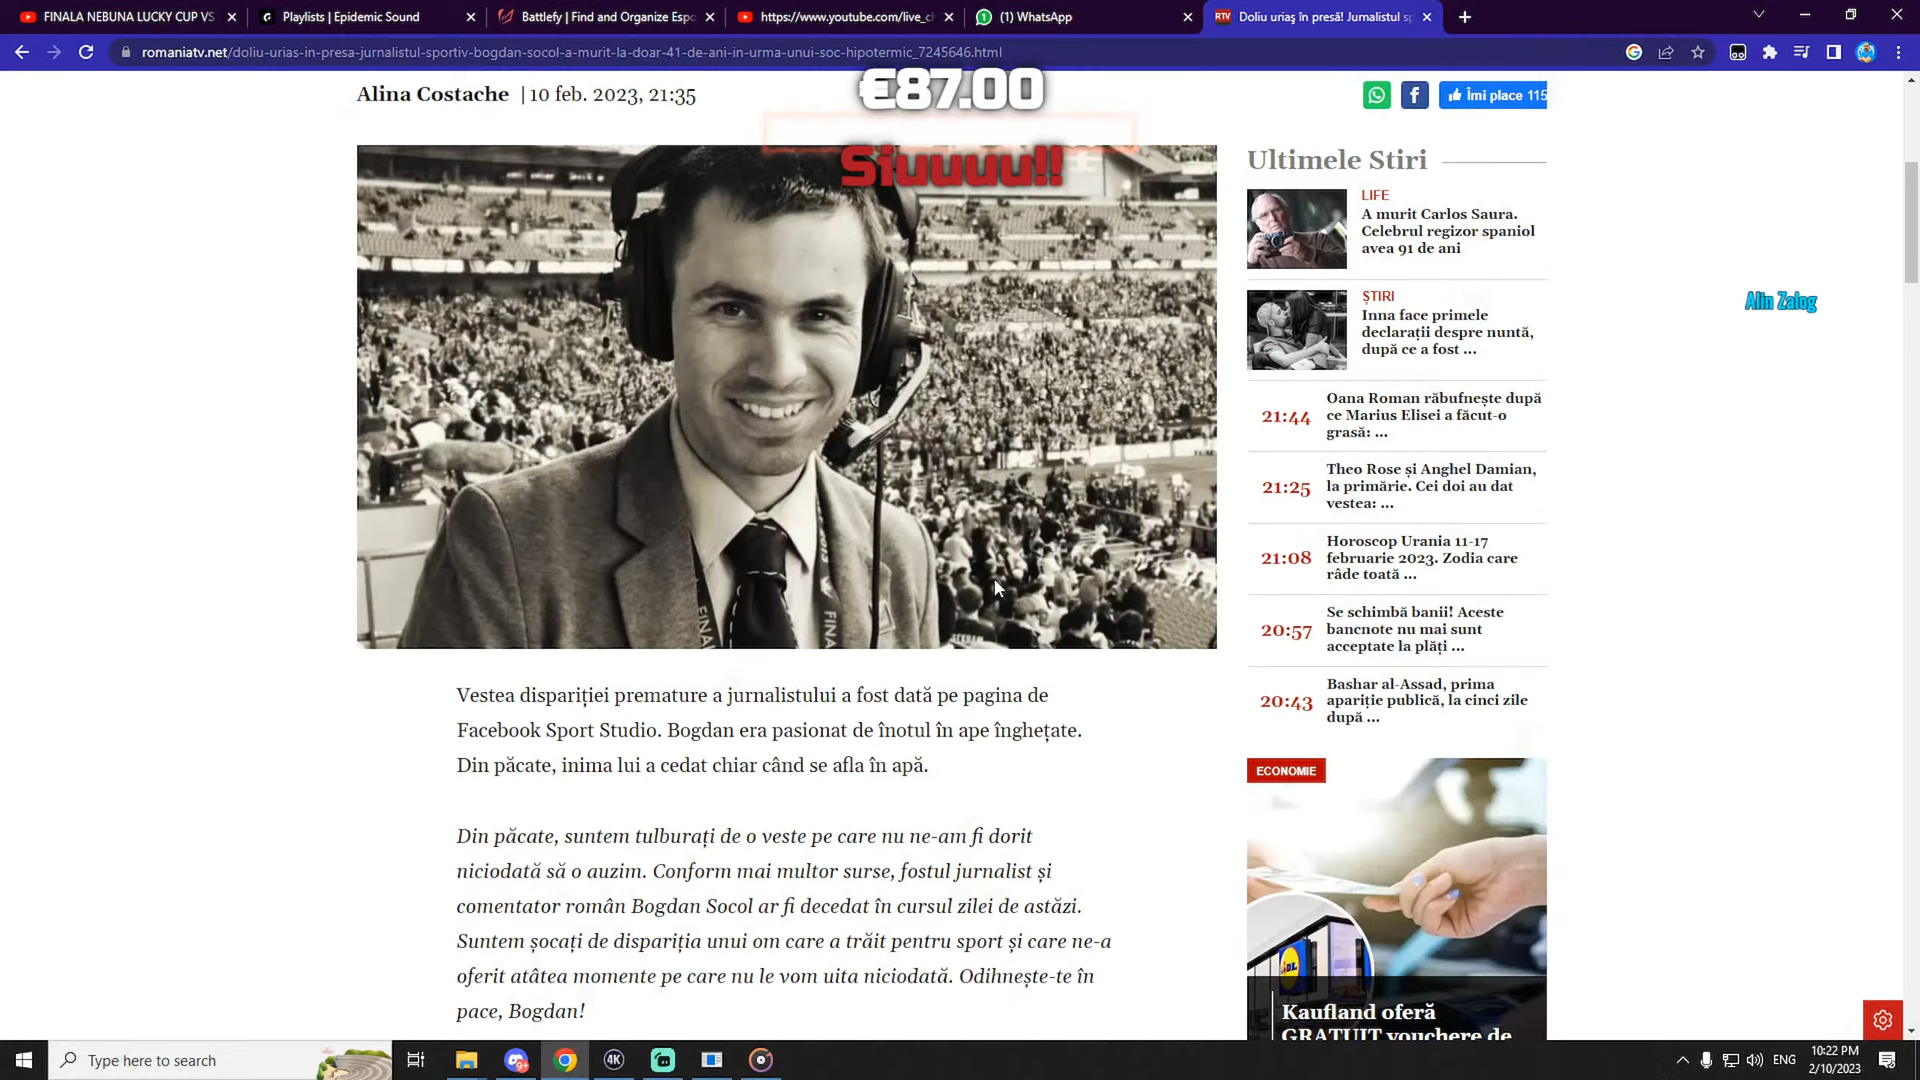 FINALA NEBUNA LUCKY CUP VS
Playlists | Epidemic Sound
Battlefy | Find and Organize Espo
https://www.youtube.com/live_c
(1) WhatsApp
RTV
Doliu uriaş în presă! Jurnalistul sp
romaniatv.net/doliu-urias-in-presa-jurnalistul-sportiv-bogdan-socol-a-murit-la-doar-41-de-ani-in-urma-unui-soc-hipotermic_7245646.html
Alina Costache | 10 feb. 2023, 21:35
Îmi place 115
€87.00
Siuuuu!!
FINA
FINA
Vestea dispariției premature a jurnalistului a fost dată pe pagina de
Facebook Sport Studio. Bogdan era pasionat de înotul în ape înghețate.
Din păcate, inima lui a cedat chiar când se afla în apă.
Din păcate, suntem tulburați de o veste pe care nu ne-am fi dorit
niciodată să o auzim. Conform mai multor surse, fostul jurnalist și
comentator român Bogdan Socol ar fi decedat în cursul zilei de astăzi.
Suntem șocați de dispariția unui om care a trăit pentru sport și care ne-a
oferit atâtea momente pe care nu le vom uita niciodată. Odihnește-te în
pace, Bogdan!
Ultimele Stiri
LIFE
A murit Carlos Saura.
Celebrul regizor spaniol
avea 91 de ani
ȘTIRI
Inna face primele
declarații despre nuntă,
după ce a fost ...
21:44
Oana Roman răbufnește după
ce Marius Elisei a făcut-o
grasă: ...
21:25
Theo Rose și Anghel Damian,
la primărie. Cei doi au dat
vestea: ...
21:08
Horoscop Urania 11-17
februarie 2023. Zodia care
râde toată ...
20:57
Se schimbă banii! Aceste
bancnote nu mai sunt
acceptate la plăți ...
20:43
Bashar al-Assad, prima
apariție publică, la cinci zile
după ...
ECONOMIE
LIDL
Kaufland oferă
GRATUIT vouchere de
Alin Zalog
Type here to search
9+
4K
ENG
10:22 PM
2/10/2023